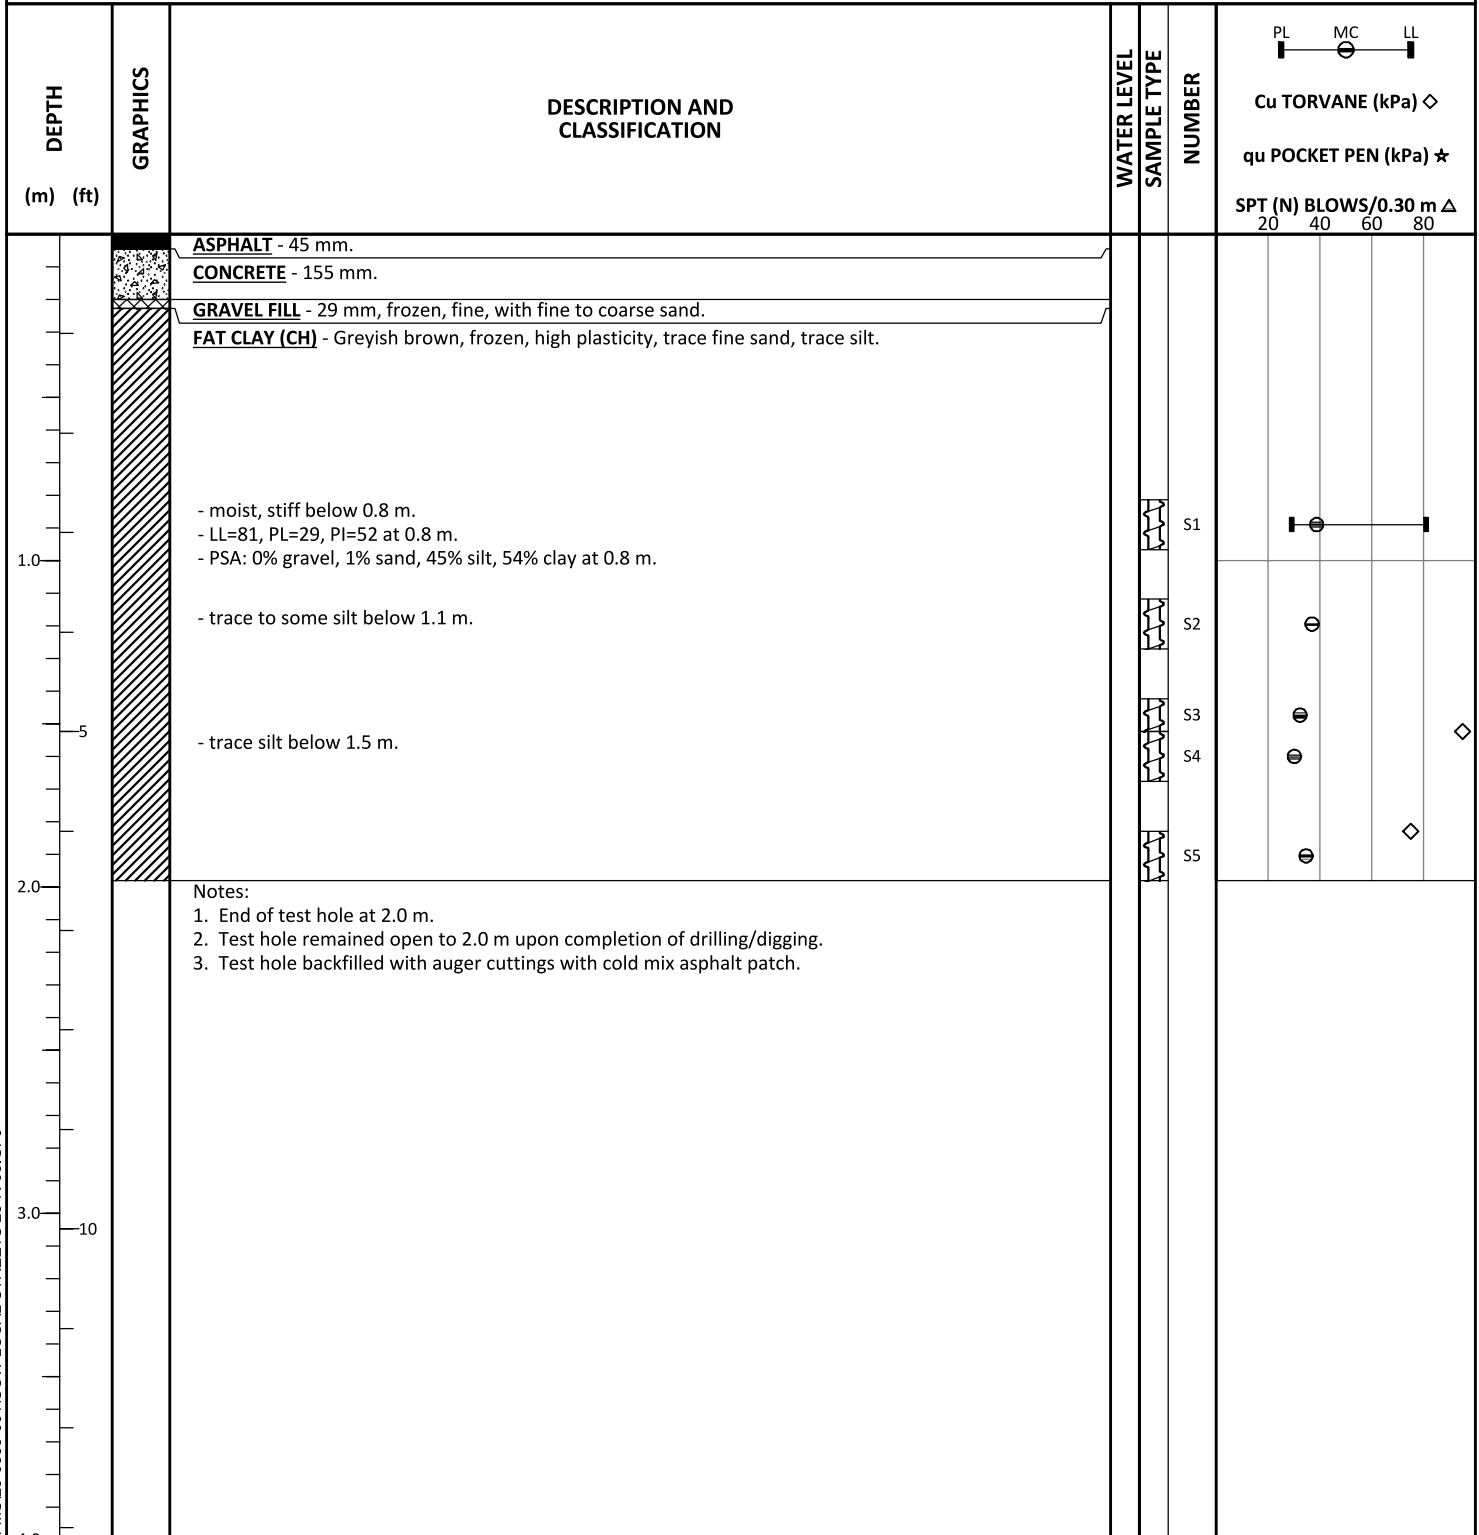 PL MC LL
DEPTH
GRAPHICS
DESCRIPTION AND
CLASSIFICATION
WATER LEVEL
SAMPLE TYPE
NUMBER
Cu TORVANE (kPa)
qu POCKET PEN (kPa)
(m) (ft)
SPT (N) BLOWS/0.30 m
20 40 60 80
ASPHALT - 45 mm.
CONCRETE - 155 mm.
GRAVEL FILL - 29 mm, frozen, fine, with fine to coarse sand.
FAT CLAY (CH) - Greyish brown, frozen, high plasticity, trace fine sand, trace silt.
- moist, stiff below 0.8 m.
S1
- LL=81, PL=29, PI=52 at 0.8 m.
- PSA: 0% gravel, 1% sand, 45% silt, 54% clay at 0.8 m.
1.0
- trace to some silt below 1.1 m.
S2
S3
5
- trace silt below 1.5 m.
S4
S5
2.0
Notes:
1. End of test hole at 2.0 m.
2. Test hole remained open to 2.0 m upon completion of drilling/digging.
3. Test hole backfilled with auger cuttings with cold mix asphalt patch.
3.0
10